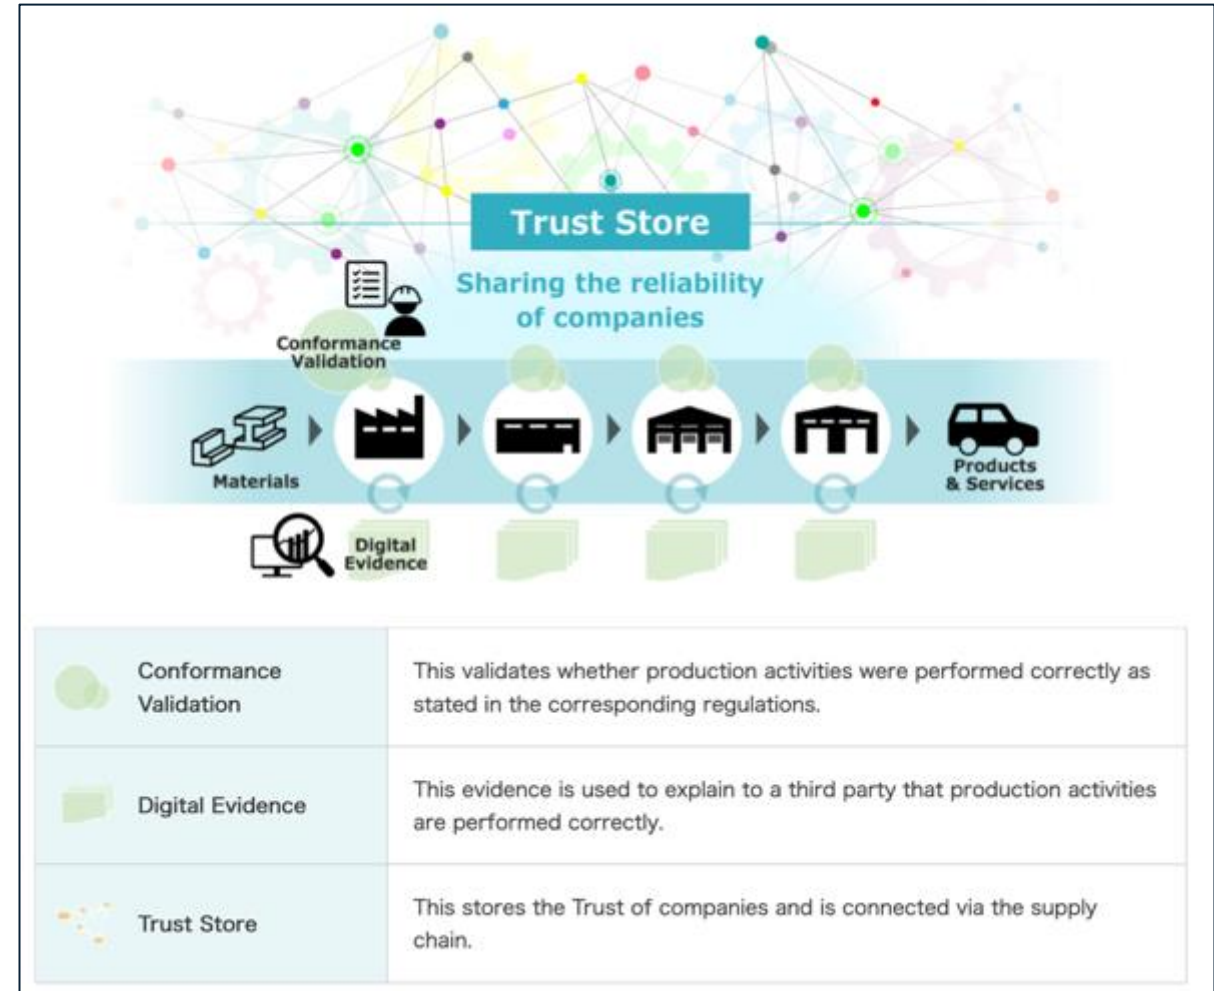 Trust Store
Sharing the reliability
of companies
Conformance
Validation
Materials
Products
& Services
Digital
Evidence
Conformance
Validation
This validates whether production activities were performed correctly as
stated in the corresponding regulations.
Digital Evidence
This evidence is used to explain to a third party that production activities
are performed correctly.
Trust Store
This stores the Trust of companies and is connected via the supply
chain.